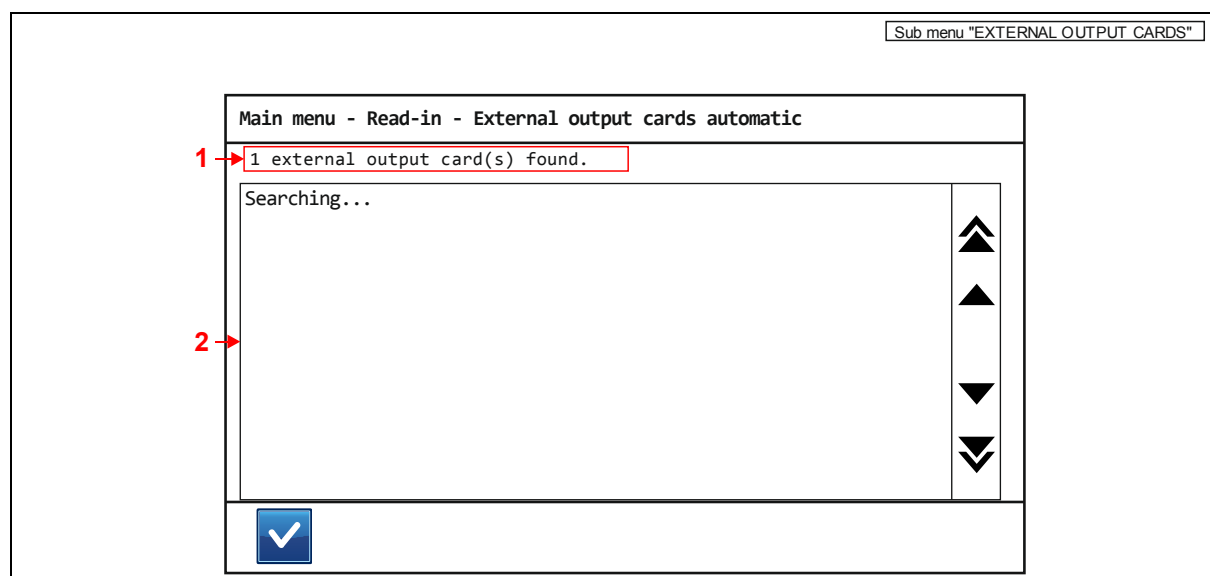 Sub menu "EXTERNAL OUTPUT CARDS"
Main menu - Read-in - External output cards automatic
1
1 external output card(s) found.
Searching...
2